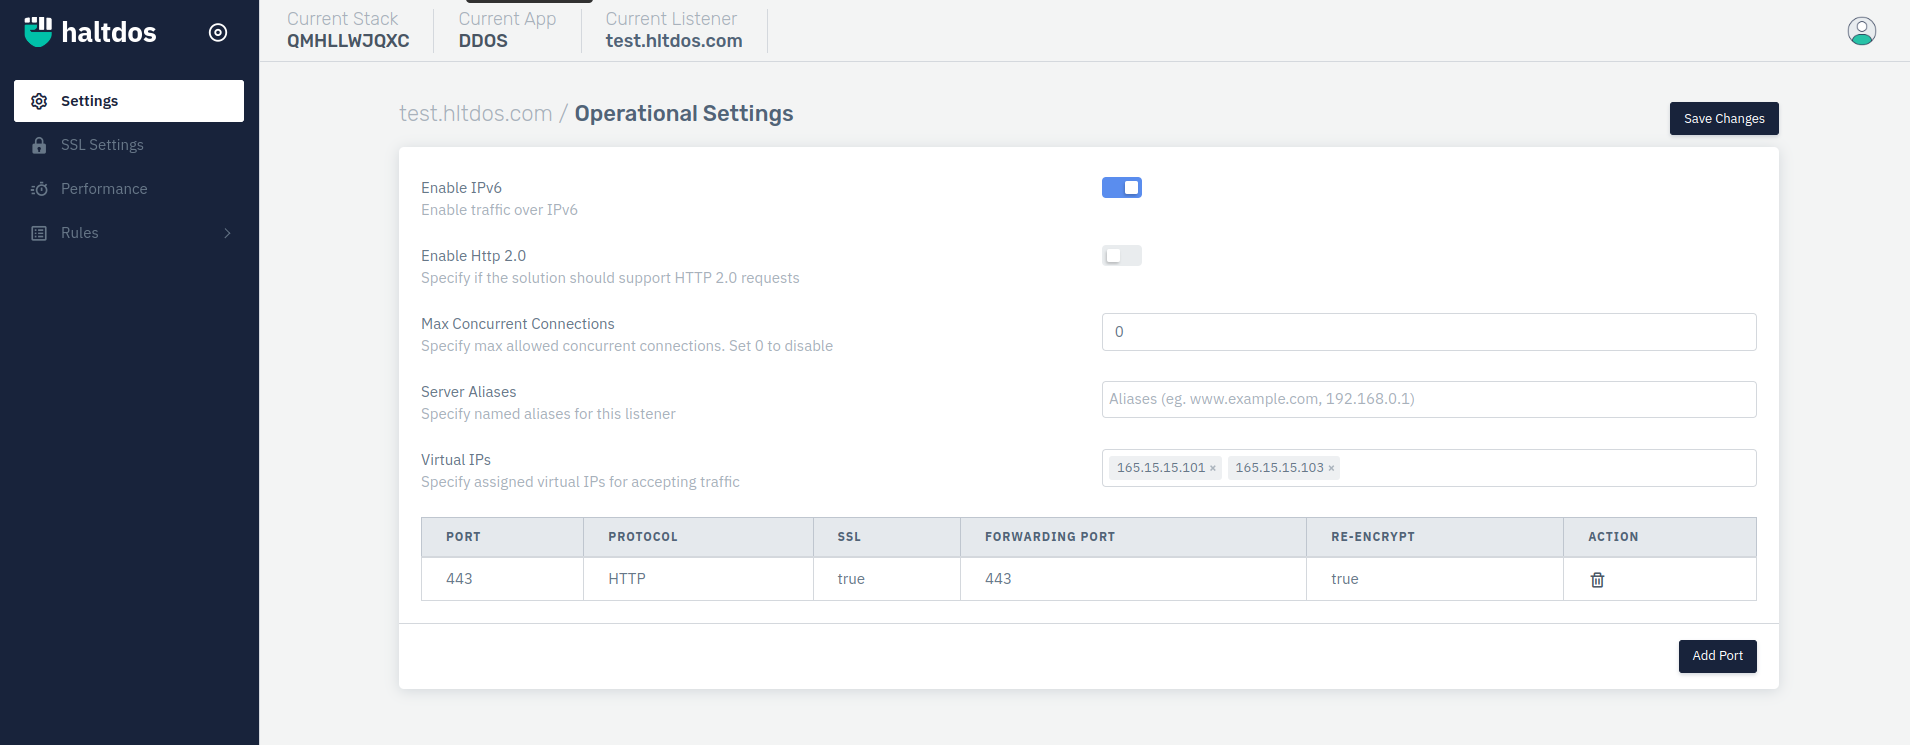 haltdos
Current Stack
QMHLLWJQXC
Current App
DDOS
Current Listener
test.hltdos.com
Settings
SSL Settings
Performance
Rules
test.hltdos.com / Operational Settings
Save Changes
Enable IPv6
Enable traffic over IPv6
Enable Http 2.0
Specify if the solution should support HTTP 2.0 requests
Max Concurrent Connections
Specify max allowed concurrent connections. Set 0 to disable
0
Server Aliases
Specify named aliases for this listener
Aliases (eg. www.example.com, 192.168.0.1)
Virtual IPs
Specify assigned virtual IPs for accepting traffic
165.15.15.101 × 165.15.15.103 ×
PORT PROTOCOL SSL FORWARDING PORT RE-ENCRYPT ACTION
443 HTTP true 443 true
Add Port